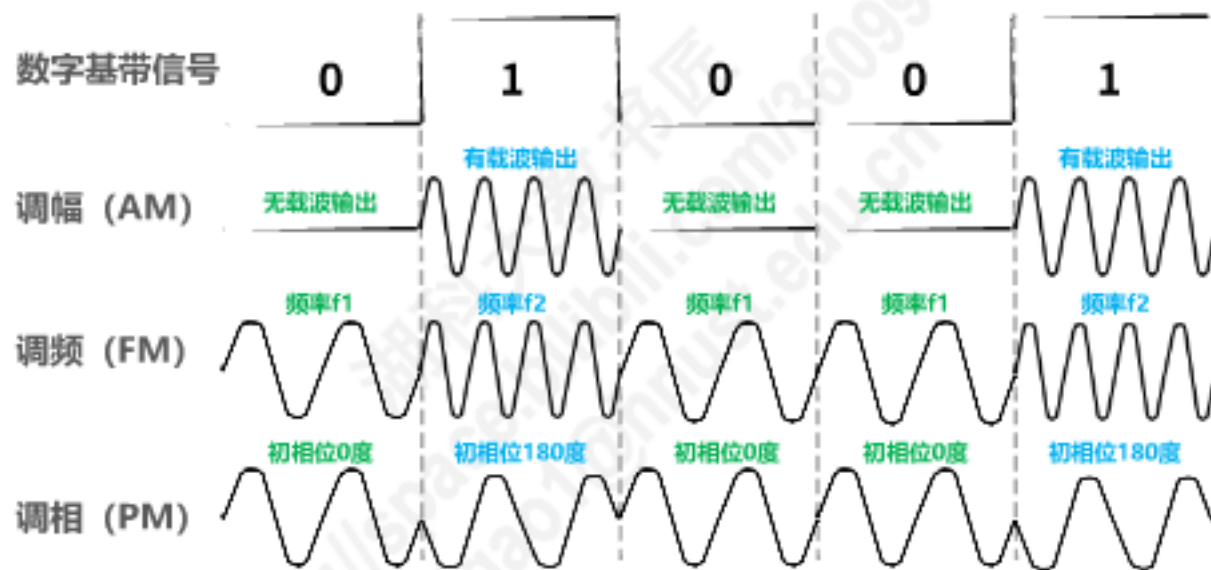 数字基带信号 0 1 0 0 1
有载波输出 有载波输出
调幅（AM） 无载波输出 无载波输出 无载波输出
频率f1 频率f2 频率f1 频率f1 频率f2
调频（FM）
初相位0度 初相位180度 初相位0度 初相位0度 初相位180度
调相（PM）